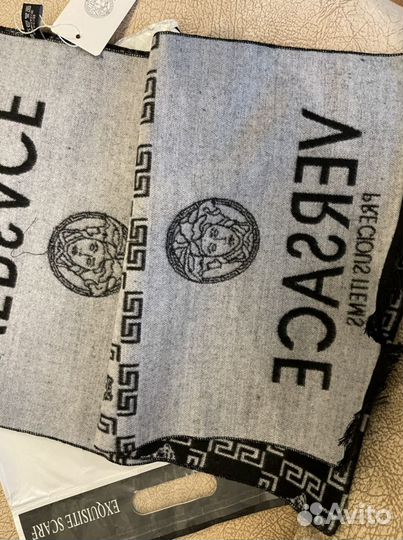 VERSACE
PRECIOUS ITEMS
EXQUISITE SCARF
Avito